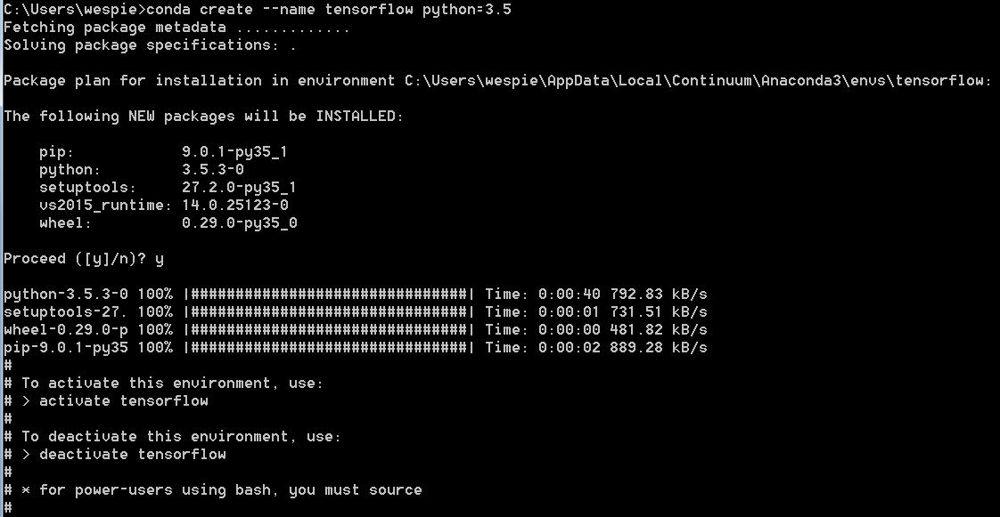 C:\Users\wespie>conda create --name tensorflow python=3.5
Fetching package metadata .............
Solving package specifications: .
Package plan for installation in environment C:\Users\wespie\AppData\Local\Continuum\Anaconda3\envs\tensorflow:
The following NEW packages will be INSTALLED:
    pip:            9.0.1-py35_1
    python:         3.5.3-0
    setuptools:     27.2.0-py35_1
    vs2015_runtime: 14.0.25123-0
    wheel:          0.29.0-py35_0
Proceed ([y]/n)? y
python-3.5.3-0 100% |###############################| Time: 0:00:40 792.83 kB/s
setuptools-27. 100% |###############################| Time: 0:00:01 731.51 kB/s
wheel-0.29.0-p 100% |###############################| Time: 0:00:00 481.82 kB/s
pip-9.0.1-py35 100% |###############################| Time: 0:00:02 889.28 kB/s
#
# To activate this environment, use:
# > activate tensorflow
#
# To deactivate this environment, use:
# > deactivate tensorflow
#
# * for power-users using bash, you must source
#